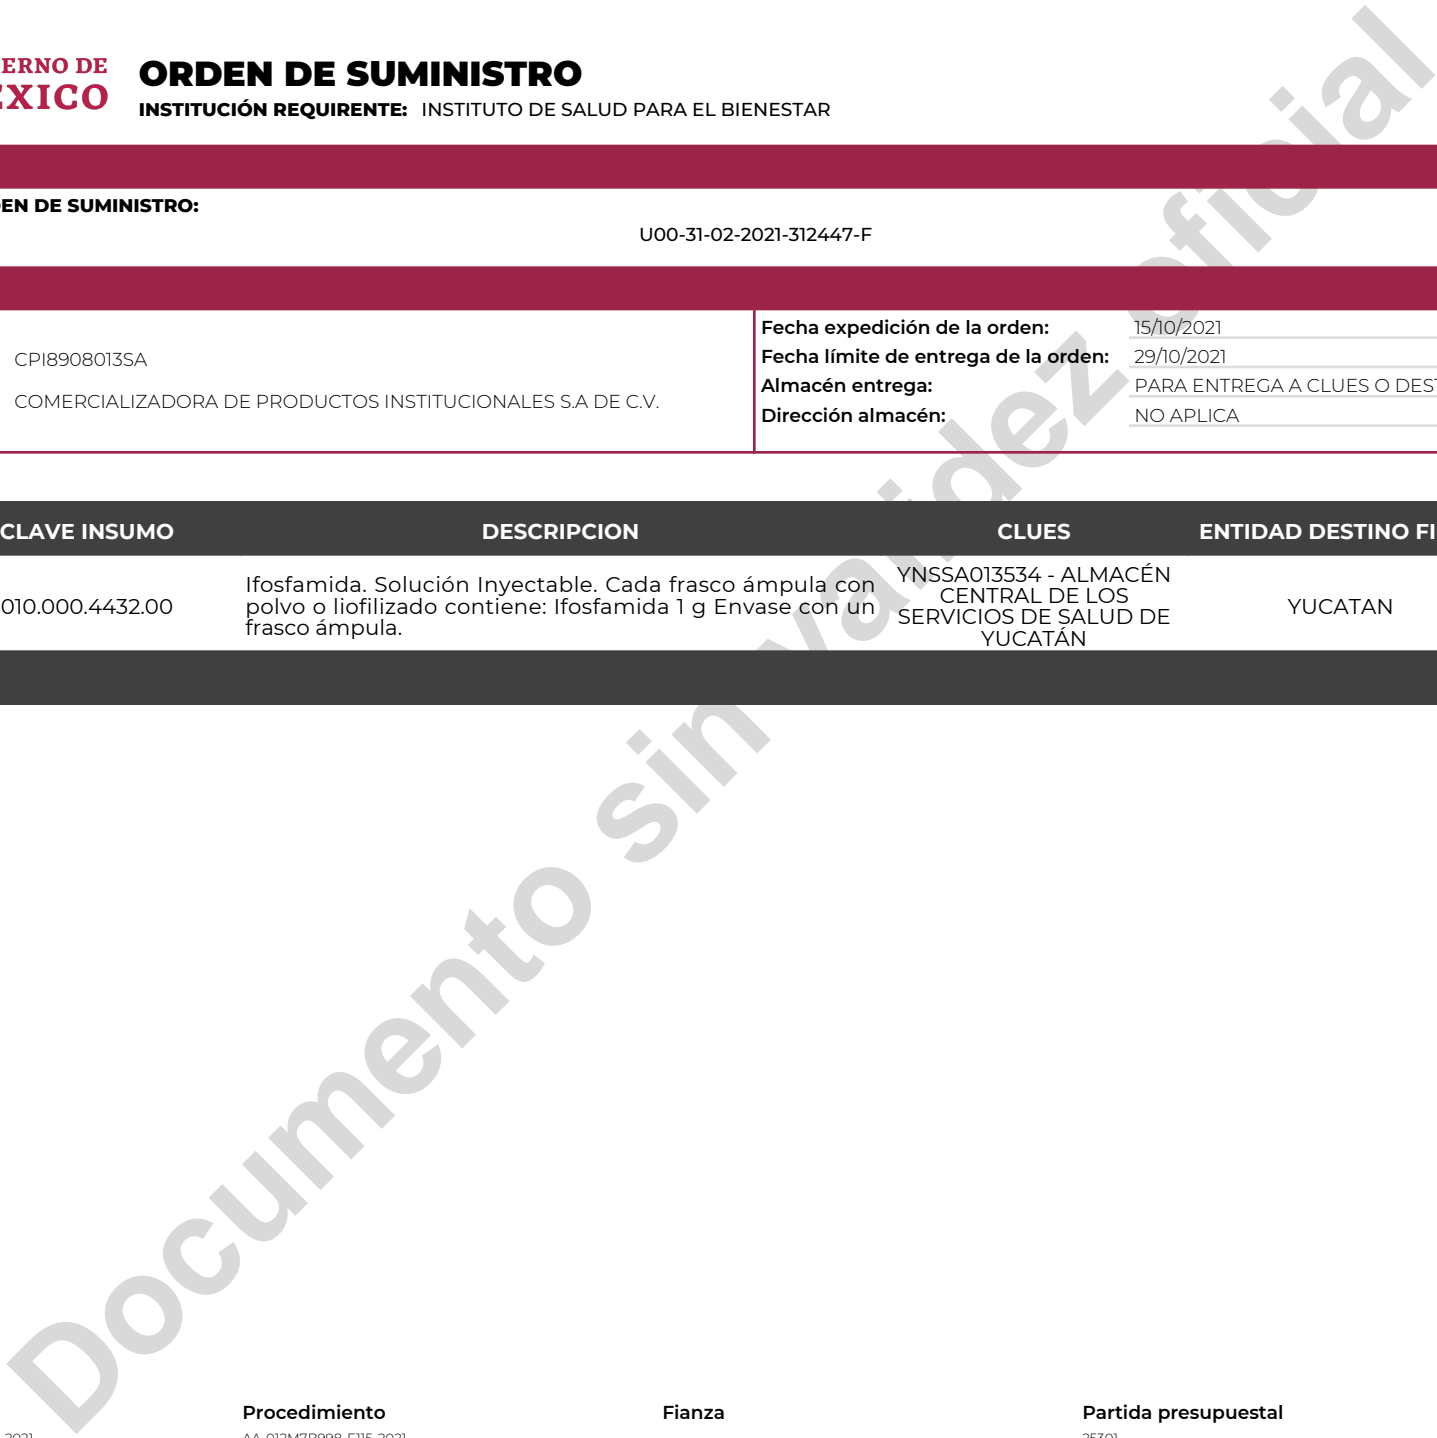 ERNO DE
ORDEN DE SUMINISTRO
XICO
INSTITUCIÓN REQUIRENTE: INSTITUTO DE SALUD PARA EL BIENESTAR
EN DE SUMINISTRO:
U00-31-02-2021-312447-F
CPI8908013SA
COMERCIALIZADORA DE PRODUCTOS INSTITUCIONALES S.A DE C.V.
Fecha expedición de la orden: 15/10/2021
Fecha límite de entrega de la orden: 29/10/2021
Almacén entrega: PARA ENTREGA A CLUES O DEST
Dirección almacén: NO APLICA
CLAVE INSUMO DESCRIPCION CLUES ENTIDAD DESTINO FI
010.000.4432.00
Ifosfamida. Solución Inyectable. Cada frasco ámpula con
polvo o liofilizado contiene: Ifosfamida 1 g Envase con un
frasco ámpula.
YNSSA013534 - ALMACÉN
CENTRAL DE LOS
SERVICIOS DE SALUD DE
YUCATÁN
YUCATAN
Documento sin validez oficial
Procedimiento Fianza Partida presupuestal